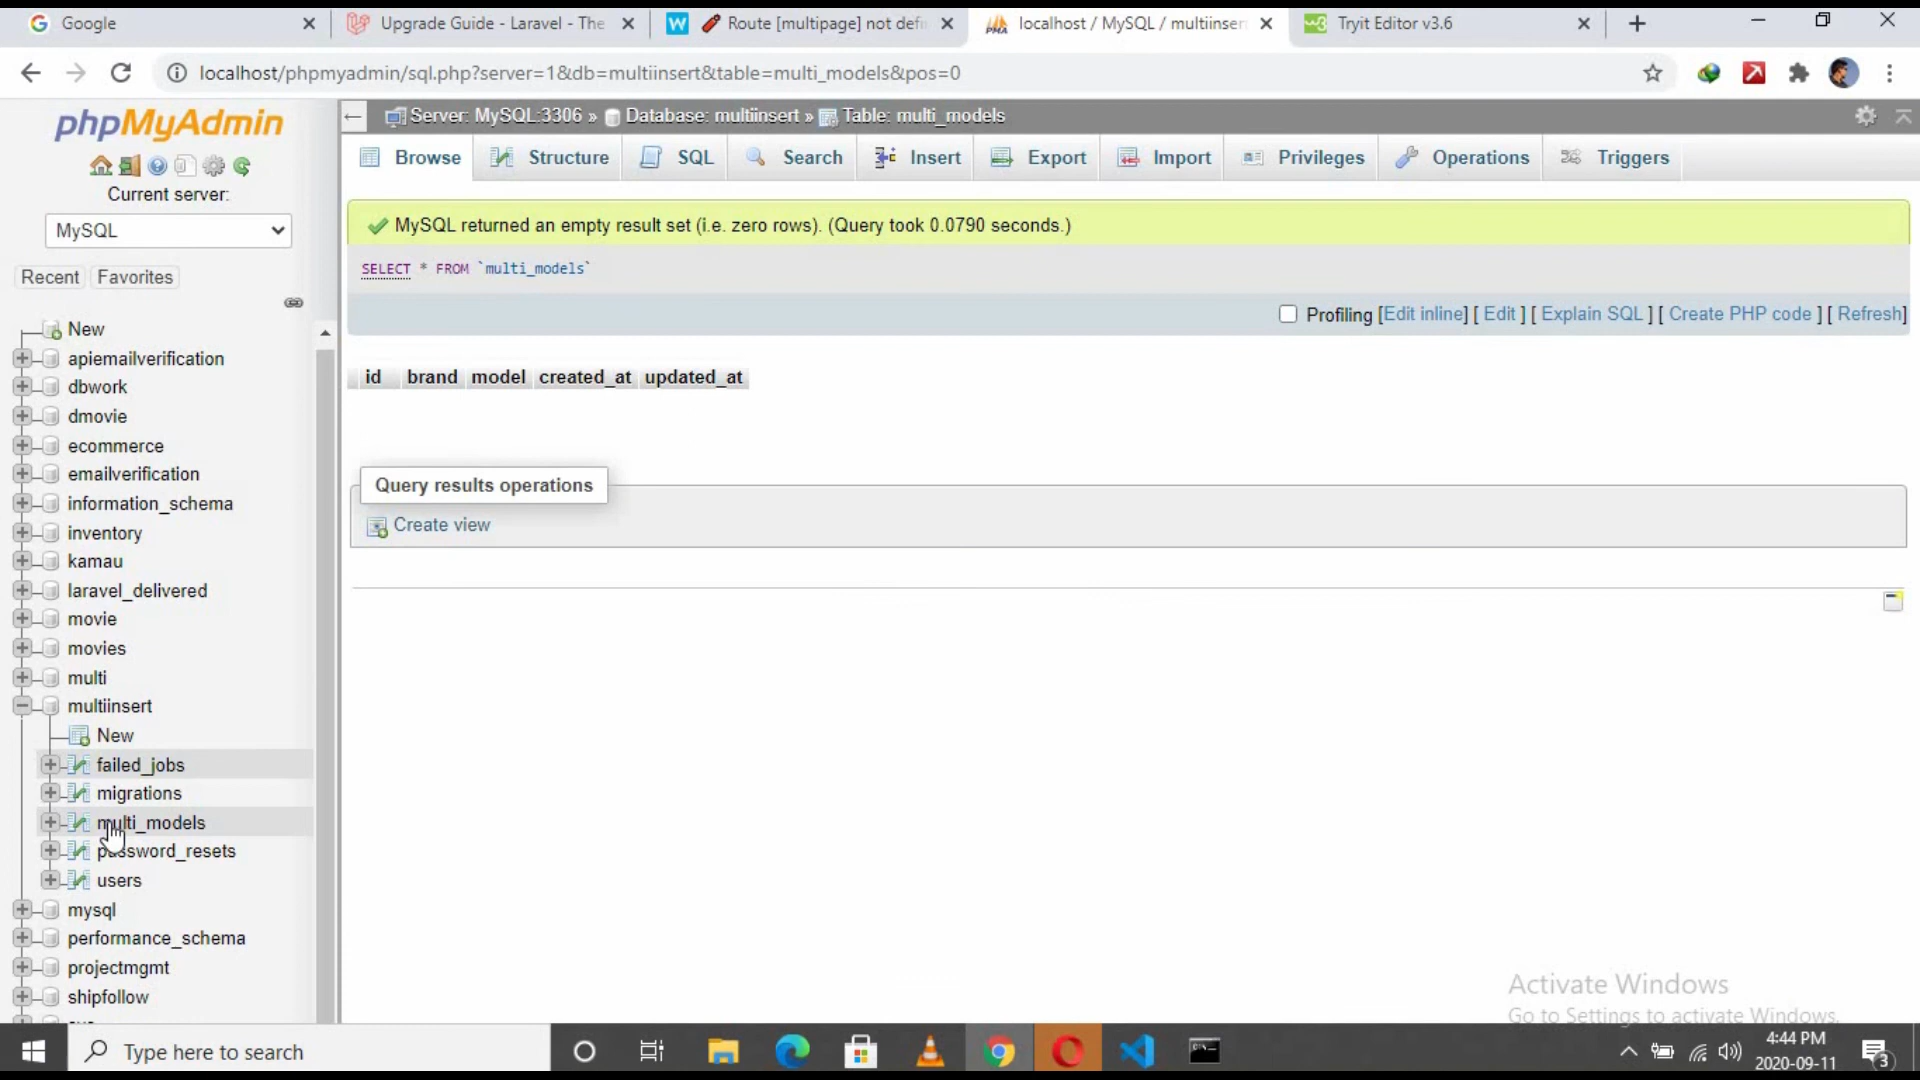 Google
Upgrade Guide - Laravel - The
Route [multipage] not defi
localhost / MySQL / multiinser
Tryit Editor v3.6
localhost/phpmyadmin/sql.php?server=1&db=multiinsert&table=multi_models&pos=0
phpMyAdmin
Current server:
MySQL
Recent
Favorites
New
apiemailverification
dbwork
dmovie
ecommerce
emailverification
information_schema
inventory
kamau
laravel_delivered
movie
movies
multi
multiinsert
New
failed_jobs
migrations
multi_models
password_resets
users
mysql
performance_schema
projectmgmt
shipfollow
Server: MySQL:3306 » Database: multiinsert » Table: multi_models
Browse
Structure
SQL
Search
Insert
Export
Import
Privileges
Operations
Triggers
MySQL returned an empty result set (i.e. zero rows). (Query took 0.0790 seconds.)
SELECT * FROM `multi_models`
Profiling [Edit inline] [ Edit ] [ Explain SQL ] [ Create PHP code ] [ Refresh]
id brand model created_at updated_at
Query results operations
Create view
Activate Windows
Go to Settings to activate Windows.
Type here to search
4:44 PM
2020-09-11
3